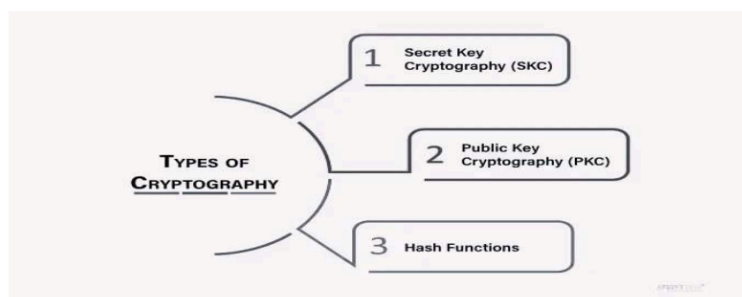 1
Secret Key
Cryptography (SKC)
TYPES OF
CRYPTOGRAPHY
2
Public Key
Cryptography (PKC)
3
Hash Functions